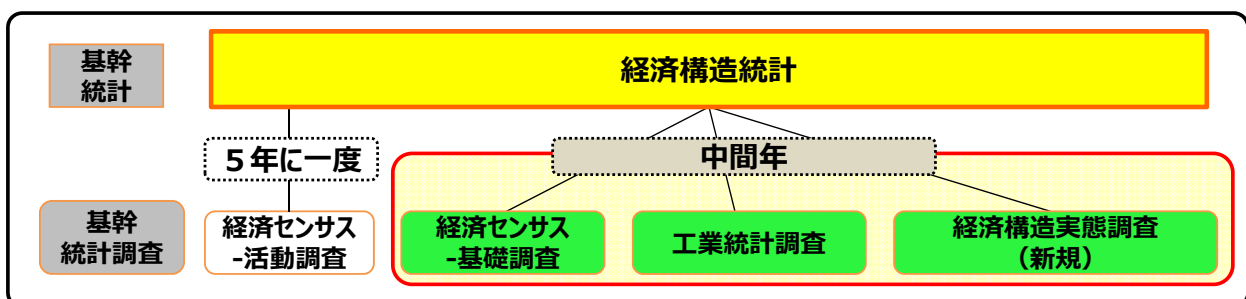 基幹
統計
経済構造統計
５年に一度
中間年
基幹
統計調査
経済センサス
-活動調査
経済センサス
-基礎調査
工業統計調査
経済構造実態調査
（新規）